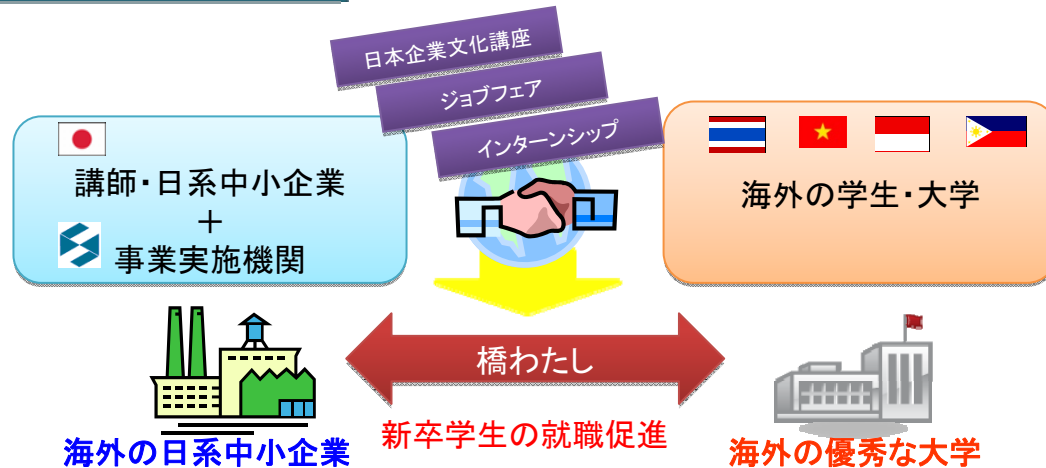 日本企業文化講座
ジョブフェア
インターンシップ
講師・日系中小企業
+
事業実施機関
海外の学生・大学
橋わたし
新卒学生の就職促進
海外の日系中小企業
海外の優秀な大学